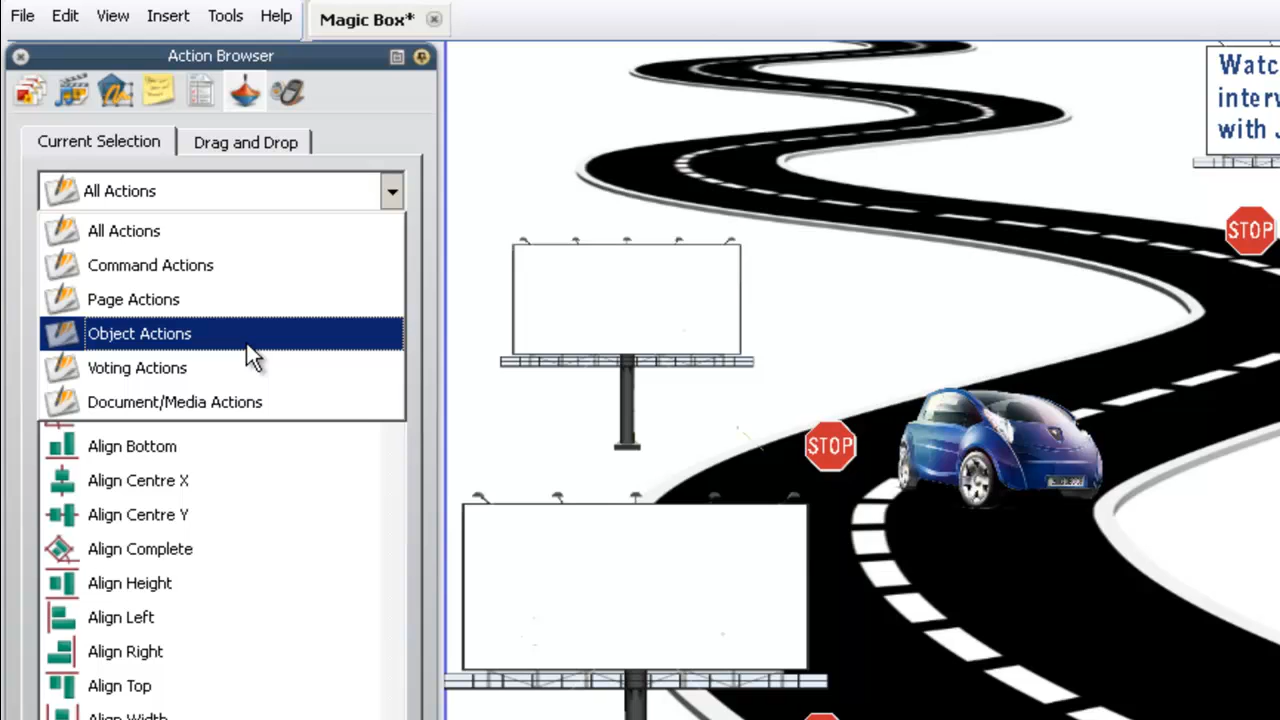 File Edit View Insert Tools Help
Magic Box*
Action Browser
Current Selection
Drag and Drop
All Actions
All Actions
Command Actions
Page Actions
Object Actions
Voting Actions
Document/Media Actions
Align Bottom
Align Centre X
Align Centre Y
Align Complete
Align Height
Align Left
Align Right
Align Top
Align Width
Watc
interv
with J
STOP
STOP